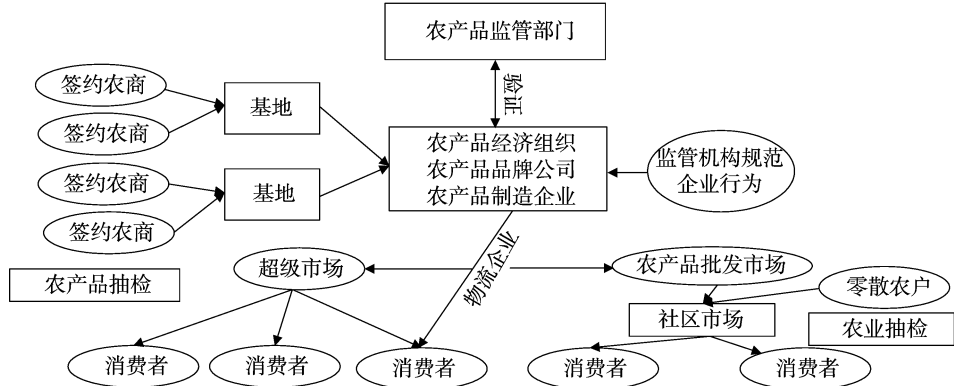 农产品监管部门
验证
签约农商
签约农商
签约农商
签约农商
基地
基地
农产品经济组织
农产品品牌公司
农产品制造企业
监管机构规范
企业行为
物流企业
超级市场
农产品批发市场
农产品抽检
零散农户
社区市场
农业抽检
消费者
消费者
消费者
消费者
消费者